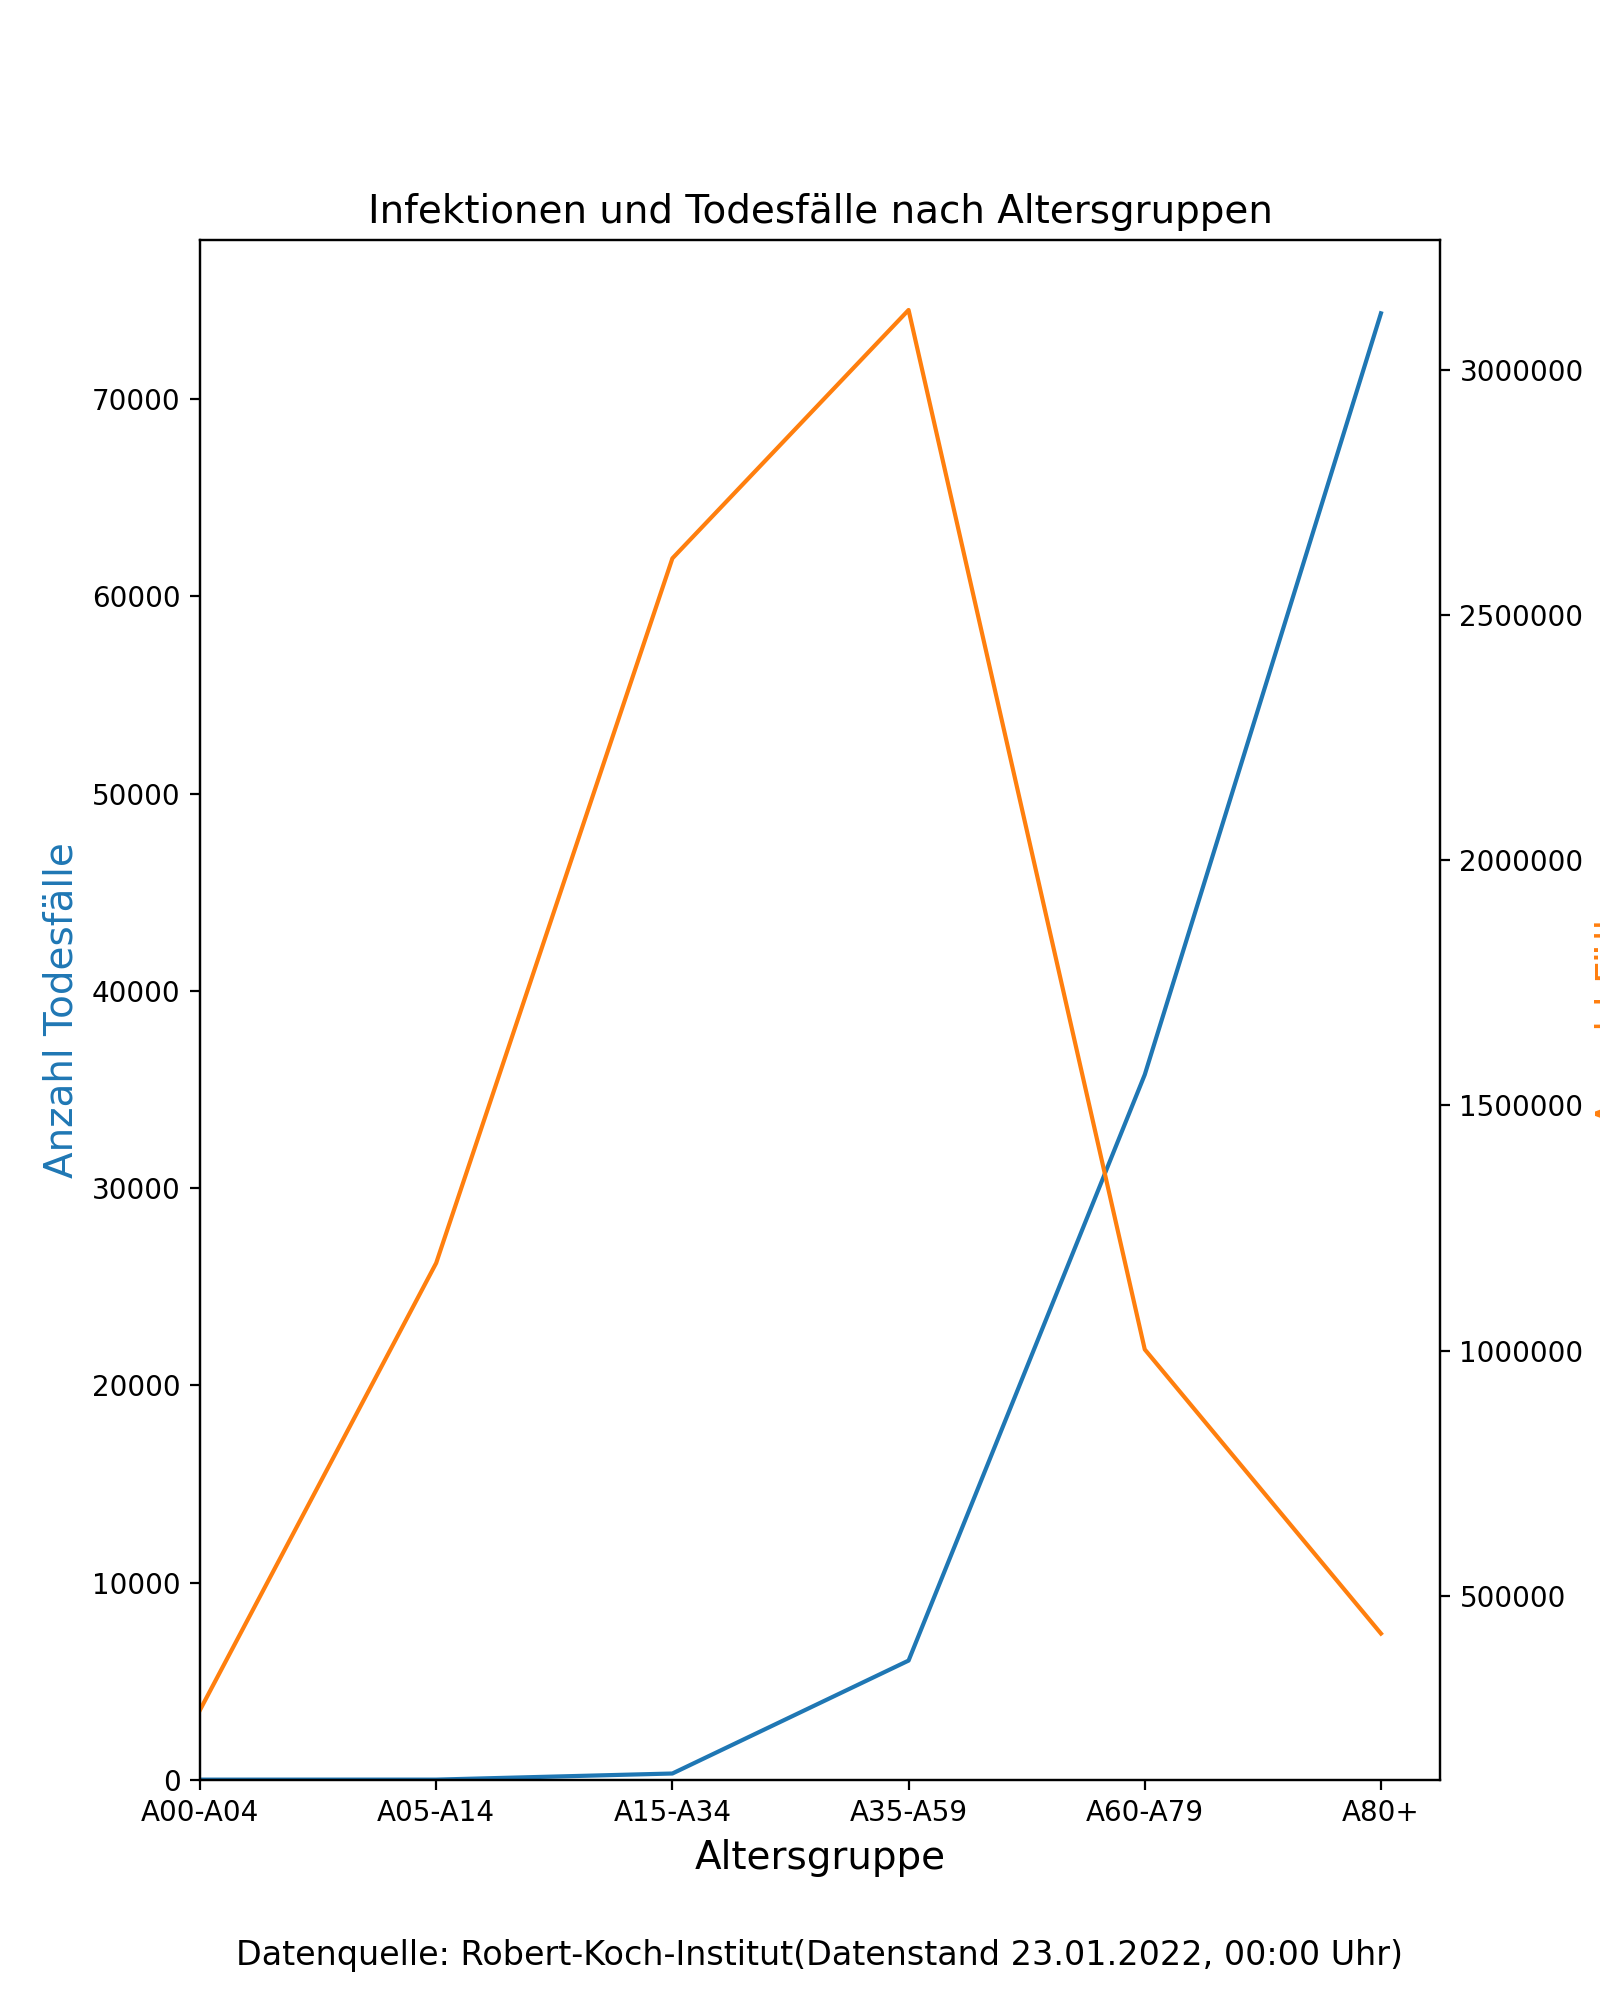 Infektionen und Todesfälle nach Altersgruppen
70000
60000
50000
40000
30000
20000
10000
0
Anzahl Todesfälle
3000000
2500000
2000000
1500000
1000000
500000
A00-A04 A05-A14 A15-A34 A35-A59 A60-A79 A80+
Altersgruppe
Datenquelle: Robert-Koch-Institut(Datenstand 23.01.2022, 00:00 Uhr)